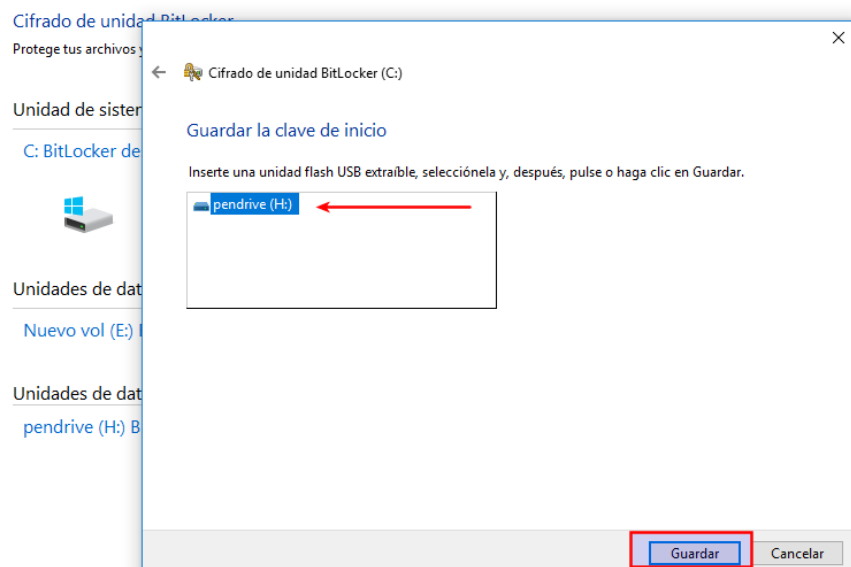 Cifrado de unidad BitLocker
Protege tus archivos y
Unidad de sister
C: BitLocker de
Unidades de dat
Nuevo vol (E:)
Unidades de dat
pendrive (H:) B
Cifrado de unidad BitLocker (C:)
Guardar la clave de inicio
Inserte una unidad flash USB extraíble, selecciónela y, después, pulse o haga clic en Guardar.
pendrive (H:)
Guardar
Cancelar